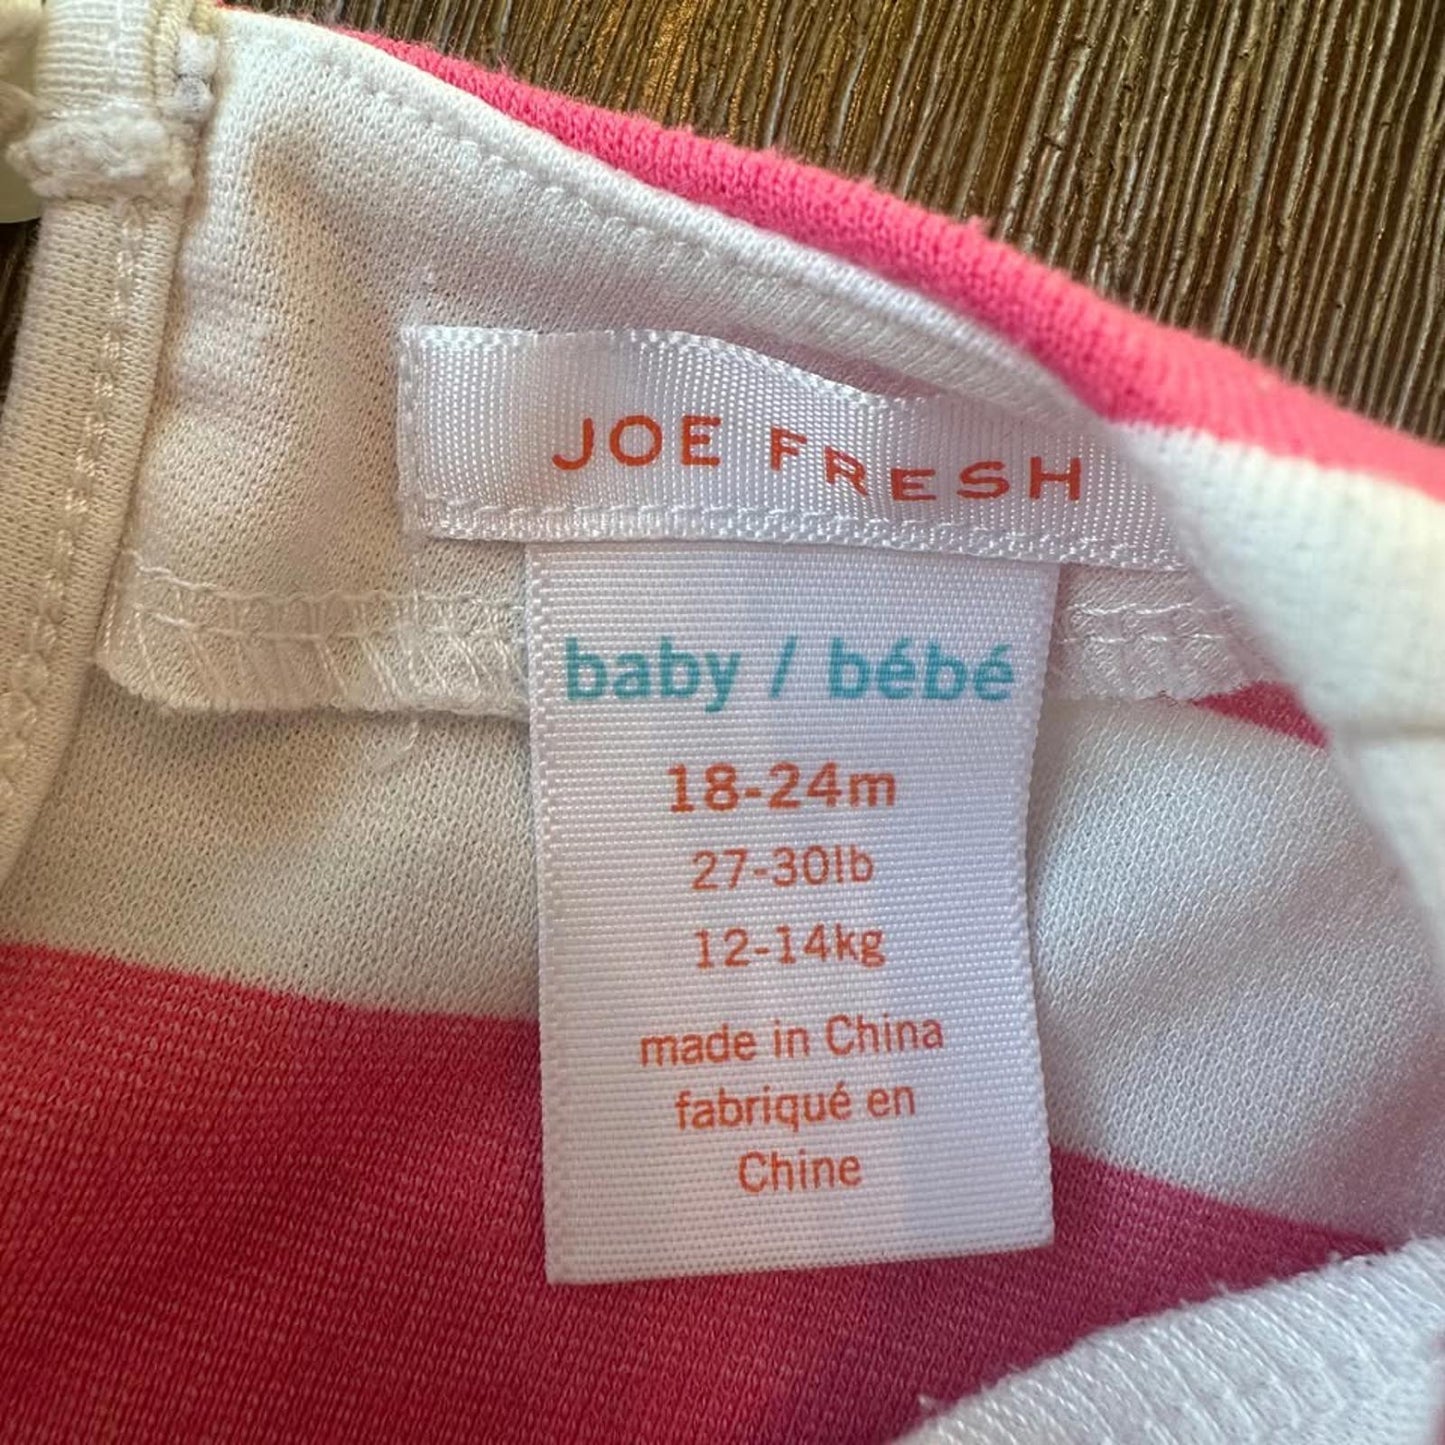 JOE FRESH
baby / bébé
18-24m
27-30lb
12-14kg
made in China
fabriqué en
Chine